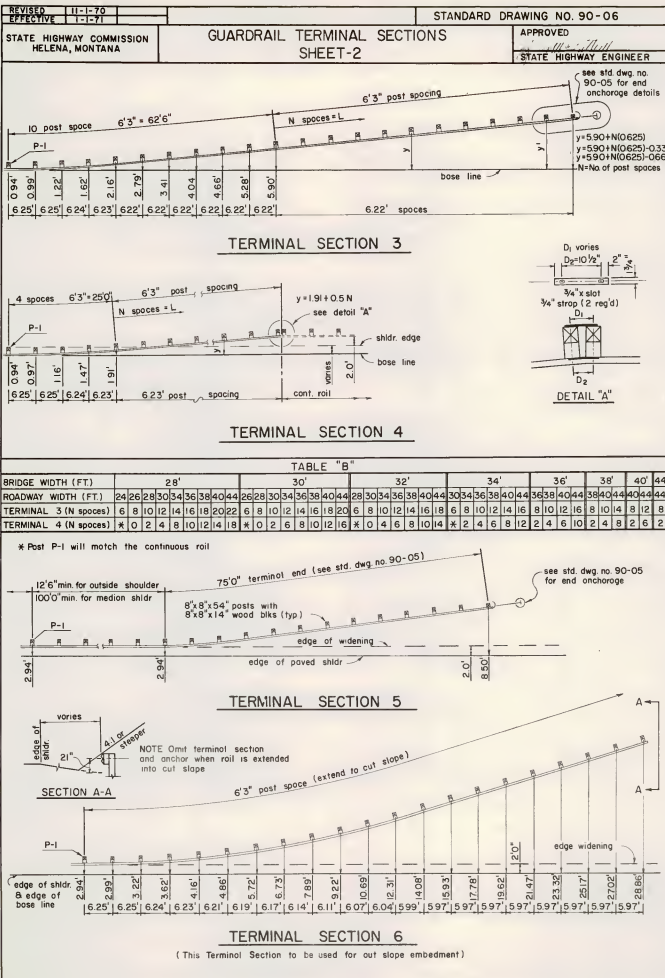 REVISED 11-1-70
EFFECTIVE 1-1-71
STANDARD DRAWING NO. 90-06
STATE HIGHWAY COMMISSION
HELENA, MONTANA
GUARDRAIL TERMINAL SECTIONS
SHEET-2
APPROVED
STATE HIGHWAY ENGINEER
see std. dwg. no.
90-05 for end
anchorage details
10 post space 6'3" = 62'6"
6'3" post spacing
N spaces = L
P-1
y
y'
y=5.90+N(0.625)
y=5.90+N(0.625)-0.33
y=5.90+N(0.625)-0.66
N=No. of post spaces
base line
0.94' 0.99' 1.22' 1.62' 2.16' 2.79' 3.41 4.04 4.66' 5.28' 5.90'
6.25' 6.25' 6.24' 6.23' 6.22' 6.22' 6.22' 6.22' 6.22' 6.22'
6.22' spaces
TERMINAL SECTION 3
D1 varies
D2=10 1/2" 2"
3/4"
3/4" x slot
3/4" strap (2 req'd)
D1
D2
DETAIL "A"
4 spaces 6'3"=25'0"
6'3" post spacing
N spaces = L
y = 1.91 + 0.5 N
see detail "A"
P-1
shldr. edge
base line
y
varies
2.0'
0.94' 0.97' 1.16' 1.47' 1.91'
6.25' 6.25' 6.24' 6.23'
6.23' post spacing
cont. rail
TERMINAL SECTION 4
TABLE "B"
BRIDGE WIDTH (FT.) 28' 30' 32' 34' 36' 38' 40' 44
ROADWAY WIDTH (FT.) 24 26 28 30 34 36 38 40 44 26 28 30 34 36 38 40 44 28 30 34 36 38 40 44 30 34 36 38 40 44 36 38 40 44 38 40 44 40 44 44
TERMINAL 3 (N spaces) 6 8 10 12 14 16 18 20 22 6 8 10 12 14 16 18 20 6 8 10 12 14 16 18 6 8 10 12 14 16 8 10 12 14 8 10 14 8 12 8
TERMINAL 4 (N spaces) * 0 2 4 8 10 12 14 18 * 0 2 6 8 10 12 16 * 0 4 6 8 10 14 * 2 4 6 8 12 2 4 6 10 2 4 8 2 6 2
* Post P-1 will match the continuous rail
12'6" min. for outside shoulder
100'0" min. for median shldr
75'0" terminal end (see std. dwg. no. 90-05)
see std. dwg. no. 90-05
for end anchorage
8"x8"x54" posts with
8"x8"x14" wood blks (typ.)
P-1
edge of widening
edge of paved shldr
2.94'
2.94'
2.0'
8.50'
TERMINAL SECTION 5
varies
edge of shldr.
21"
4:1 or steeper
NOTE Omit terminal section
and anchor when rail is extended
into cut slope
SECTION A-A
6'3" post space (extend to cut slope)
A
A
P-1
2'0"
edge widening
edge of shldr.
& edge of
base line
2.94' 2.99' 3.22' 3.62' 4.16' 4.86' 5.72' 6.73' 7.89' 9.22' 10.69' 12.31' 14.08' 15.93' 17.78' 19.62' 21.47' 23.32' 25.17' 27.02' 28.86'
6.25' 6.25' 6.24' 6.23' 6.21' 6.19' 6.17' 6.14' 6.11' 6.07' 6.04' 5.99' 5.97' 5.97' 5.97' 5.97' 5.97' 5.97' 5.97' 5.97'
TERMINAL SECTION 6
(This Terminal Section to be used for out slope embedment)